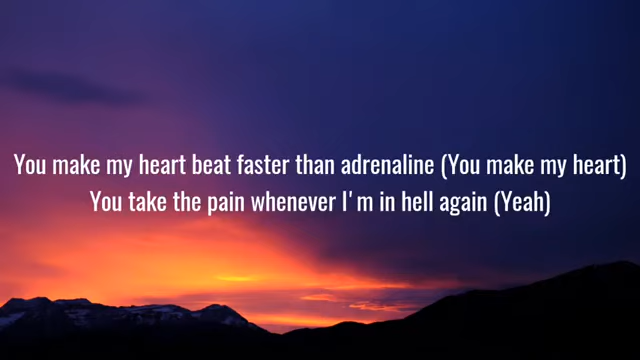 You make my heart beat faster than adrenaline (You make my heart)
You take the pain whenever I'm in hell again (Yeah)